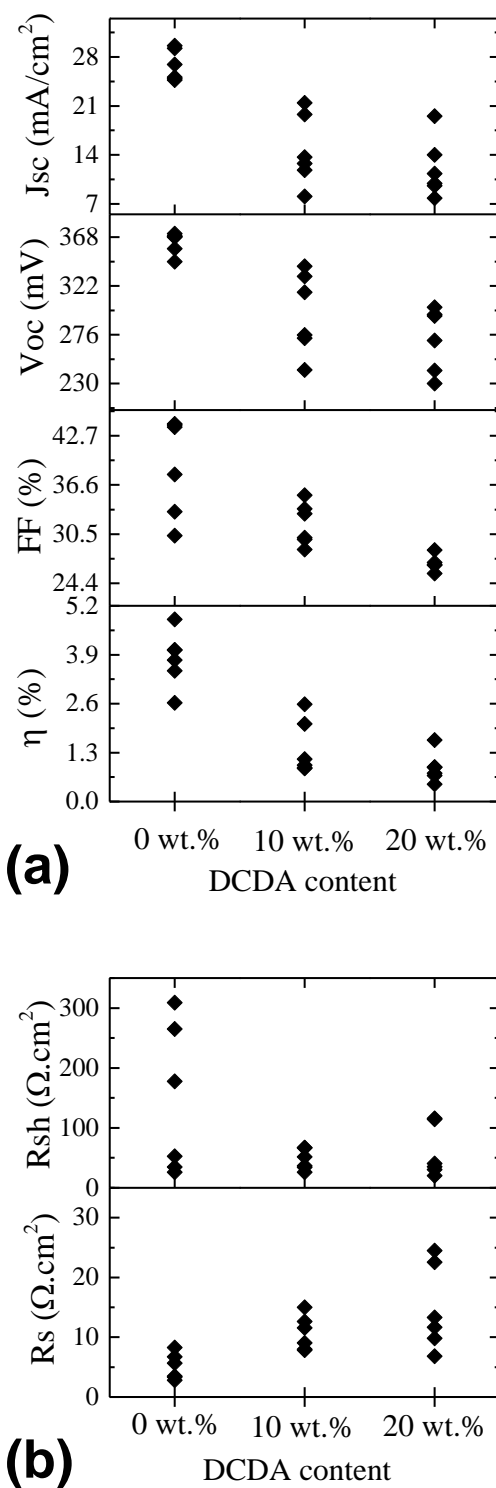 28
21
14
7
Jsc (mA/cm²)
368
322
276
230
Voc (mV)
42.7
36.6
30.5
24.4
FF (%)
5.2
3.9
2.6
1.3
0.0
η (%)
0 wt.% 10 wt.% 20 wt.%
DCDA content
(a)
300
200
100
0
Rsh (Ω.cm²)
30
20
10
0
Rs (Ω.cm²)
0 wt.% 10 wt.% 20 wt.%
DCDA content
(b)